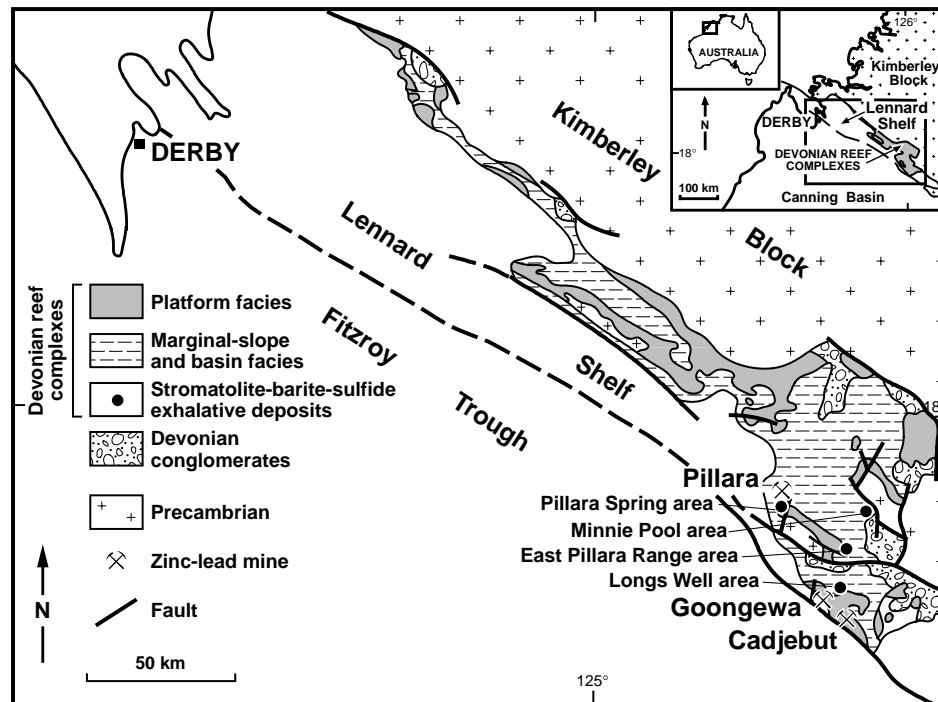 126°
AUSTRALIA
Kimberley
Block
N
DERBY
Lennard
Shelf
18°
DEVONIAN REEF
COMPLEXES
100 km
Canning Basin
DERBY
Kimberley
Block
Lennard
Shelf
Fitzroy
Trough
Devonian reef
complexes
Platform facies
Marginal-slope
and basin facies
Stromatolite-barite-sulfide
exhalative deposits
Devonian
conglomerates
Precambrian
Zinc-lead mine
Fault
N
50 km
Pillara
Pillara Spring area
Minnie Pool area
East Pillara Range area
Longs Well area
Goongewa
Cadjebut
125°